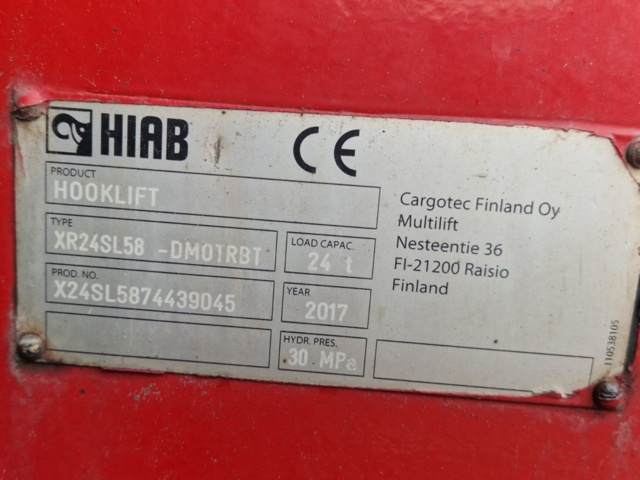 HIAB
CE
PRODUCT
HOOKLIFT
TYPE
XR24SL58 -DM01RBT
LOAD CAPAC.
24 t
PROD. NO.
X24SL5874439045
YEAR
2017
HYDR. PRES.
30 MPa
Cargotec Finland Oy
Multilift
Nesteentie 36
FI-21200 Raisio
Finland
110538105